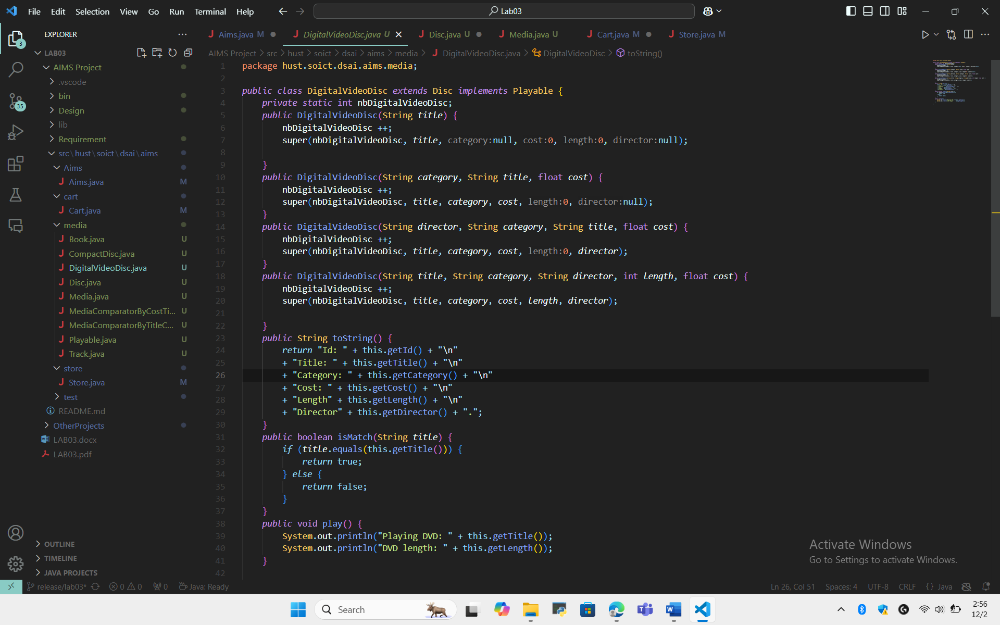 File Edit Selection View Go Run Terminal Help
Lab03
EXPLORER
Aims.java M
DigitalVideoDisc.java U
Disc.java U
Media.java U
Cart.java M
Store.java M
AIMS Project > src > hust > soict > dsai > aims > media > DigitalVideoDisc.java > DigitalVideoDisc > toString()
3
35
LAB03
AIMS Project
.vscode
bin
Design
lib
Requirement
src\hust\soict\dsai\aims
Aims
Aims.java M
cart
Cart.java M
media
Book.java U
CompactDisc.java U
DigitalVideoDisc.java U
Disc.java U
Media.java U
MediaComparatorByCostTi... U
MediaComparatorByTitleC... U
Playable.java U
Track.java U
store
Store.java M
test
README.md
OtherProjects
LAB03.docx
LAB03.pdf
OUTLINE
TIMELINE
JAVA PROJECTS
1 package hust.soict.dsai.aims.media;
2
3 public class DigitalVideoDisc extends Disc implements Playable {
4 private static int nbDigitalVideoDisc;
5 public DigitalVideoDisc(String title) {
6 nbDigitalVideoDisc ++;
7 super(nbDigitalVideoDisc, title, category:null, cost:0, length:0, director:null);
8
9 }
10 public DigitalVideoDisc(String category, String title, float cost) {
11 nbDigitalVideoDisc ++;
12 super(nbDigitalVideoDisc, title, category, cost, length:0, director:null);
13 }
14 public DigitalVideoDisc(String director, String category, String title, float cost) {
15 nbDigitalVideoDisc ++;
16 super(nbDigitalVideoDisc, title, category, cost, length:0, director);
17 }
18 public DigitalVideoDisc(String title, String category, String director, int length, float cost) {
19 nbDigitalVideoDisc ++;
20 super(nbDigitalVideoDisc, title, category, cost, length, director);
21
22 }
23 public String toString() {
24 return "Id: " + this.getId() + "\n"
25 + "Title: " + this.getTitle() + "\n"
26 + "Category: " + this.getCategory() + "\n"
27 + "Cost: " + this.getCost() + "\n"
28 + "Length" + this.getLength() + "\n"
29 + "Director" + this.getDirector() + ".";
30 }
31 public boolean isMatch(String title) {
32 if (title.equals(this.getTitle())) {
33 return true;
34 } else {
35 return false;
36 }
37 }
38 public void play() {
39 System.out.println("Playing DVD: " + this.getTitle());
40 System.out.println("DVD length: " + this.getLength());
41 }
42
Activate Windows
Go to Settings to activate Windows.
release/lab03* 0 0 0 Java: Ready
Ln 26, Col 51 Spaces: 4 UTF-8 CRLF {} Java
Search
2:56
12/2